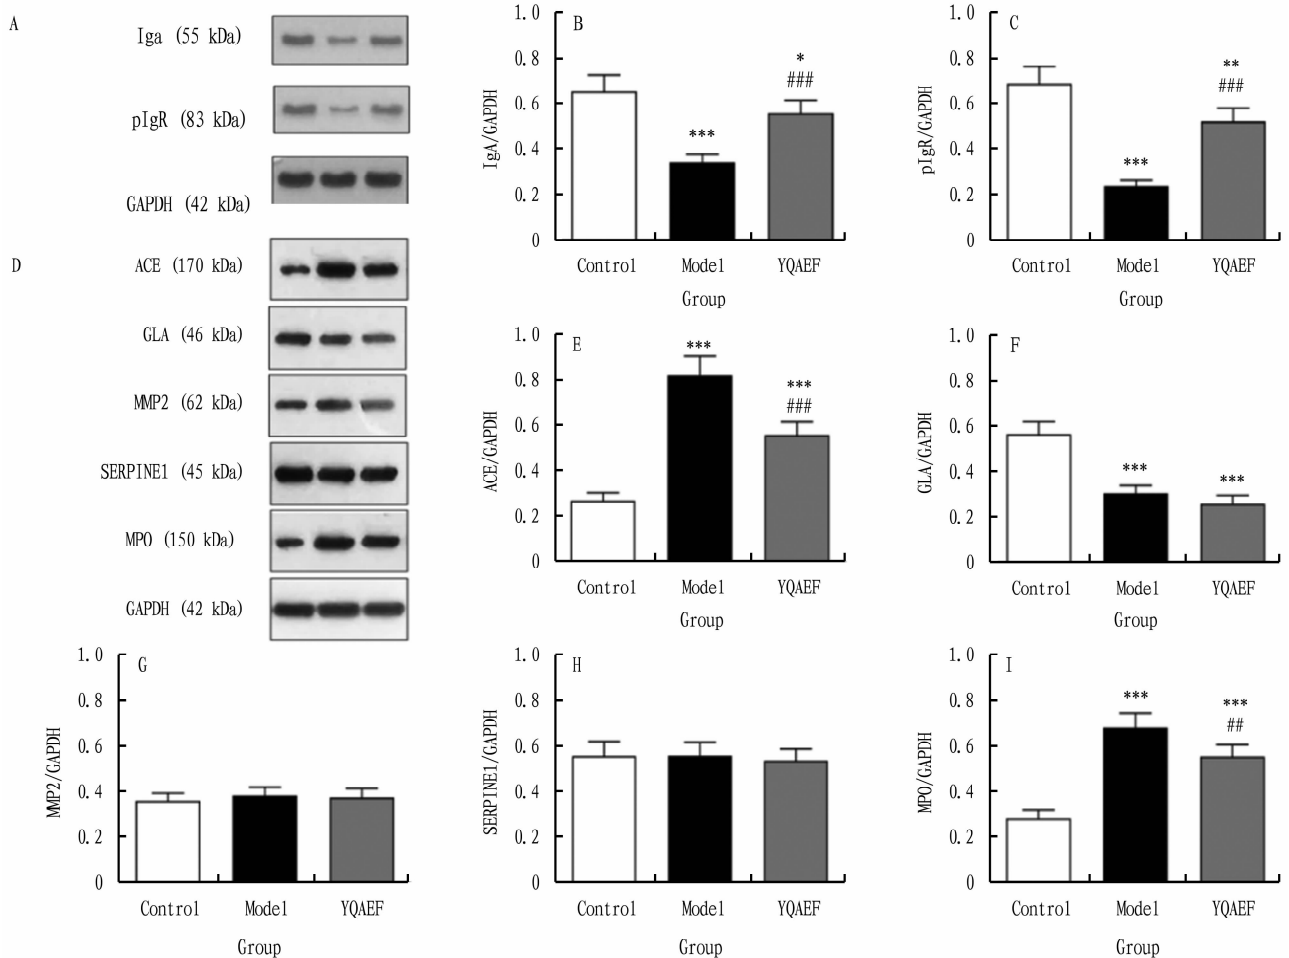 A
Iga (55 kDa)
pIgR (83 kDa)
GAPDH (42 kDa)
B
IgA/GAPDH
1.0
0.8
0.6
0.4
0.2
0
***
*
###
Control Model YQAEF
Group
C
pIgR/GAPDH
1.0
0.8
0.6
0.4
0.2
0
***
**
###
Control Model YQAEF
Group
D
ACE (170 kDa)
GLA (46 kDa)
MMP2 (62 kDa)
SERPINE1 (45 kDa)
MPO (150 kDa)
GAPDH (42 kDa)
E
ACE/GAPDH
1.0
0.8
0.6
0.4
0.2
0
***
***
###
Control Model YQAEF
Group
F
GLA/GAPDH
1.0
0.8
0.6
0.4
0.2
0
***
***
Control Model YQAEF
Group
G
MMP2/GAPDH
1.0
0.8
0.6
0.4
0.2
0
Control Model YQAEF
Group
H
SERPINE1/GAPDH
1.0
0.8
0.6
0.4
0.2
0
Control Model YQAEF
Group
I
MPO/GAPDH
1.0
0.8
0.6
0.4
0.2
0
***
***
##
Control Model YQAEF
Group